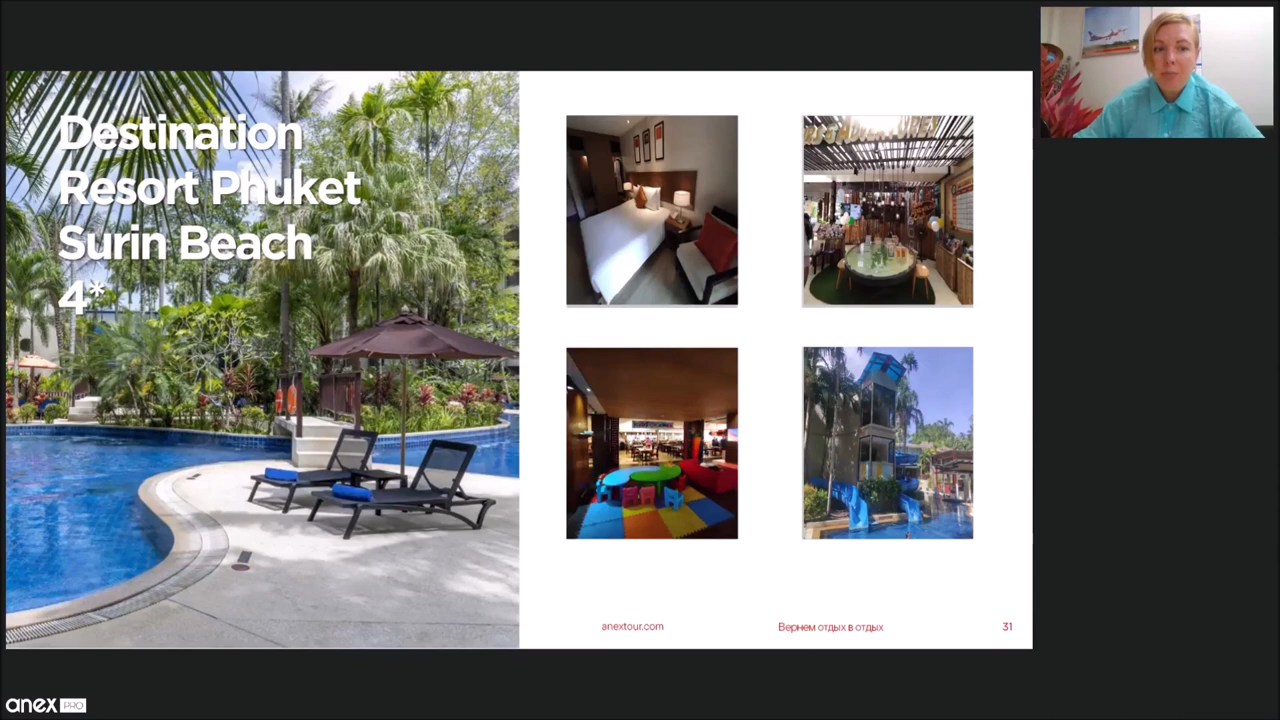 Destination
Resort Phuket
Surin Beach
4*
anextour.com
Вернем отдых в отдых
31
anex PRO